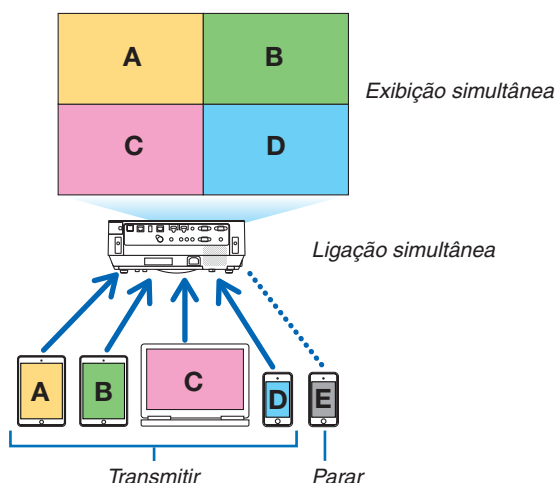 A B
Exibição simultânea
C D
Ligação simultânea
A B C D E
Transmitir Parar